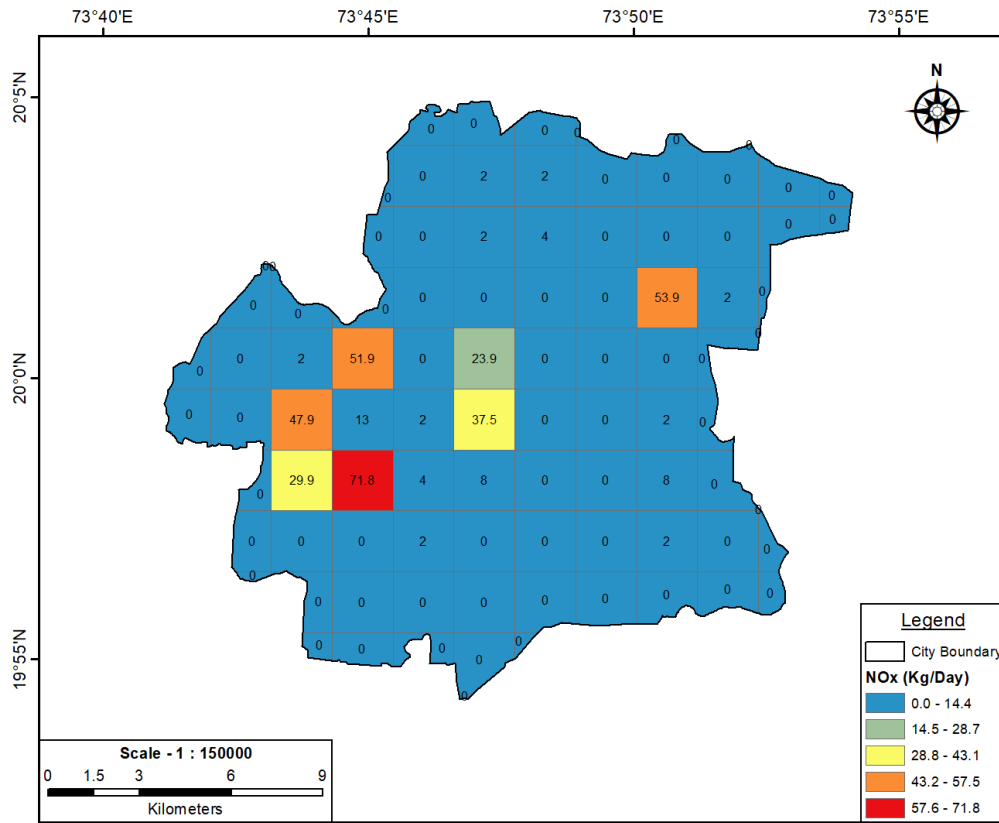 73°40'E 73°45'E 73°50'E 73°55'E
N
20°5'N
0 0 0 0 0 0
0 2 2 0 0 0 0 0
0
0 0 2 4 0 0 0 0 0
00
0 0 0 0 53.9 2 0
0 0 0
0
20°0'N
0 0 2 51.9 0 23.9 0 0 0 0
0 0 47.9 13 2 37.5 0 0 2 0
0 29.9 71.8 4 8 0 0 8 0
0
0 0 0 2 0 0 0 2 0
0
0 0 0 0 0 0 0 0 0
19°55'N
0 0 0 0 0
0
Legend
City Boundary
NOx (Kg/Day)
0.0 - 14.4
14.5 - 28.7
28.8 - 43.1
43.2 - 57.5
57.6 - 71.8
Scale - 1 : 150000
0 1.5 3 6 9
Kilometers